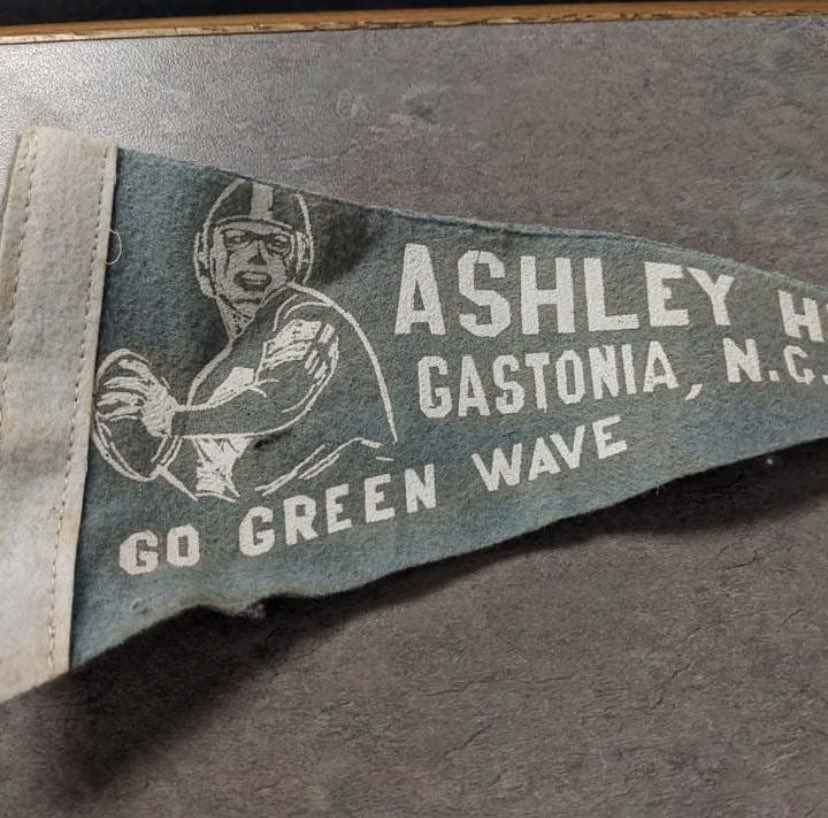 ASHLEY H
GASTONIA, N.C.
GO GREEN WAVE